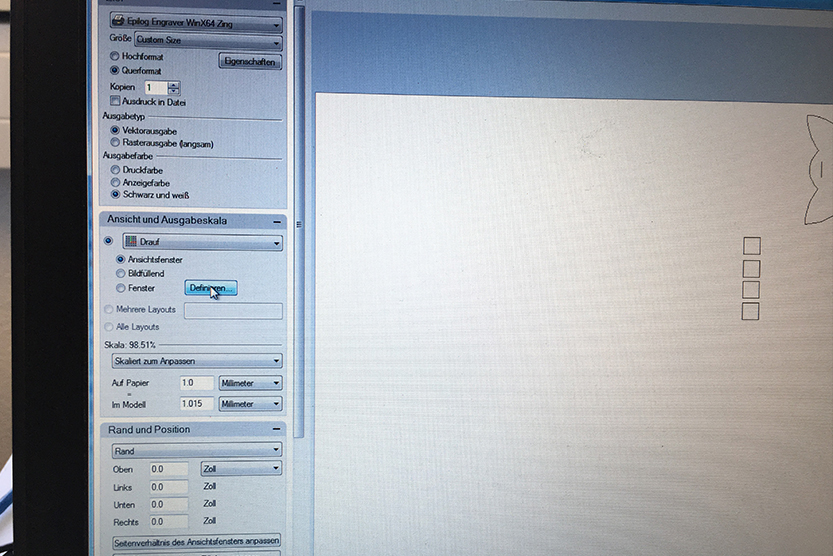 Epilog Engraver WinX64 Zing
Größe Custom Size
Hochformat
Eigenschaften
Querformat
Kopien 1
Ausdruck in Datei
Ausgabetyp
Vektorausgabe
Rasterausgabe (langsam)
Ausgabefarbe
Druckfarbe
Anzeigefarbe
Schwarz und weiß
Ansicht und Ausgabeskala
Drauf
Ansichtsfenster
Bildfüllend
Fenster Definieren...
Mehrere Layouts
Alle Layouts
Skala: 98.51%
Skaliert zum Anpassen
Auf Papier 1.0 Millimeter
=
Im Modell 1.015 Millimeter
Rand und Position
Rand
Oben 0.0 Zoll
Links 0.0 Zoll
Unten 0.0 Zoll
Rechts 0.0 Zoll
Seitenverhältnis des Ansichtsfensters anpassen